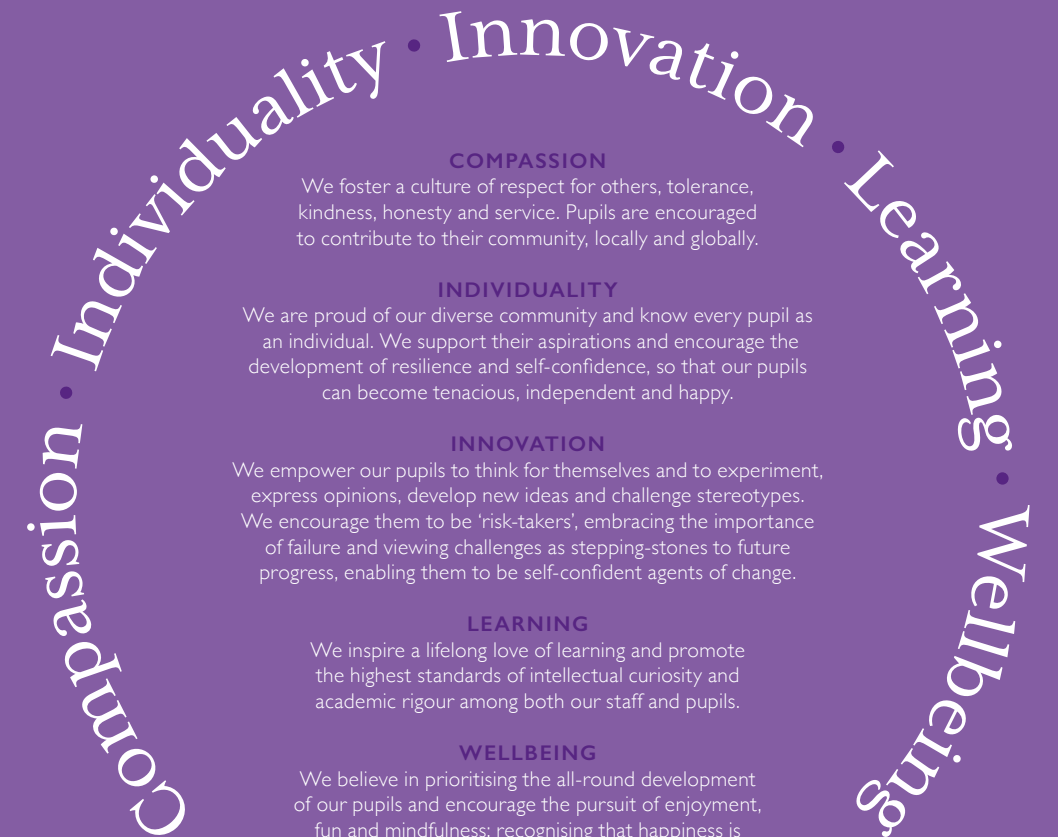 Compassion • Individuality • Innovation • Learning • Wellbeing
COMPASSION
We foster a culture of respect for others, tolerance,
kindness, honesty and service. Pupils are encouraged
to contribute to their community, locally and globally.
INDIVIDUALITY
We are proud of our diverse community and know every pupil as
an individual. We support their aspirations and encourage the
development of resilience and self-confidence, so that our pupils
can become tenacious, independent and happy.
INNOVATION
We empower our pupils to think for themselves and to experiment,
express opinions, develop new ideas and challenge stereotypes.
We encourage them to be ‘risk-takers’, embracing the importance
of failure and viewing challenges as stepping-stones to future
progress, enabling them to be self-confident agents of change.
LEARNING
We inspire a lifelong love of learning and promote
the highest standards of intellectual curiosity and
academic rigour among both our staff and pupils.
WELLBEING
We believe in prioritising the all-round development
of our pupils and encourage the pursuit of enjoyment,
fun and mindfulness; recognising that happiness is